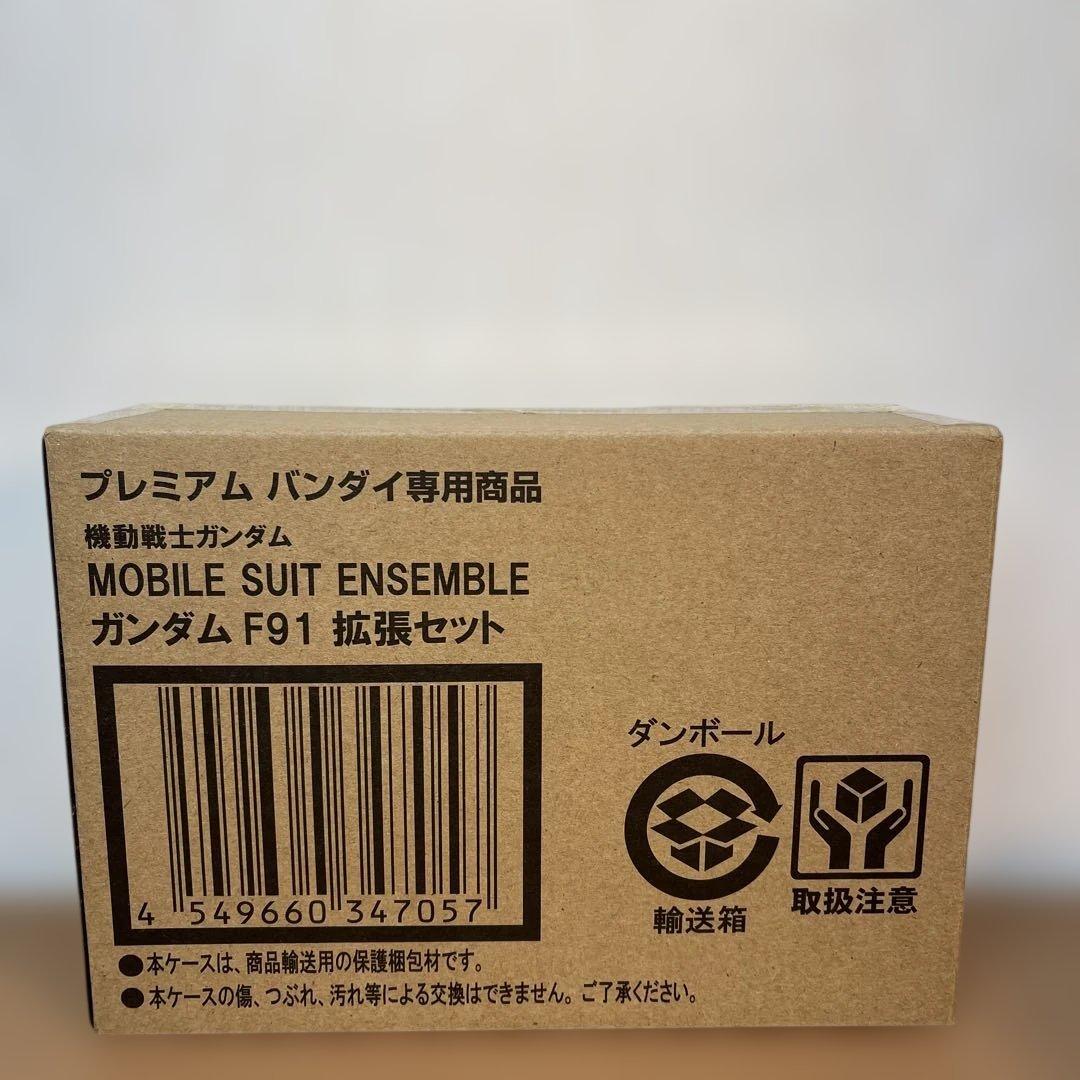 プレミアム バンダイ専用商品
機動戦士ガンダム
MOBILE SUIT ENSEMBLE
ガンダム F91 拡張セット
4 549660 347057
ダンボール
輸送箱
取扱注意
●本ケースは、商品輸送用の保護梱包材です。
●本ケースの傷、つぶれ、汚れ等による交換はできません。ご了承ください。